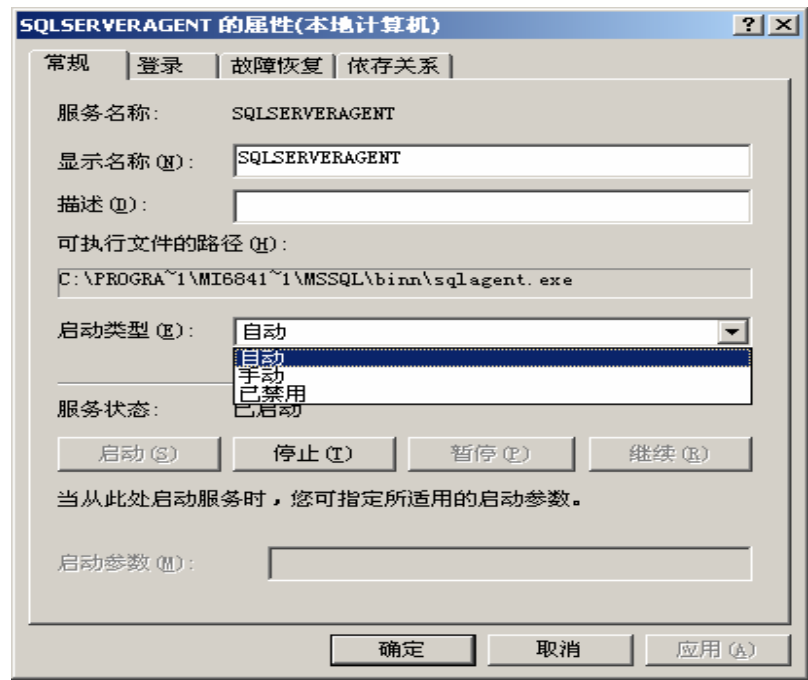 SQLSERVERAGENT 的属性(本地计算机)
常规 登录 故障恢复 依存关系
服务名称: SQLSERVERAGENT
显示名称(N): SQLSERVERAGENT
描述(D):
可执行文件的路径(H):
C:\PROGRA~1\MI6841~1\MSSQL\binn\sqlagent.exe
启动类型(E): 自动
自动
手动
已禁用
服务状态: 已启动
启动(S) 停止(T) 暂停(P) 继续(R)
当从此处启动服务时，您可指定所适用的启动参数。
启动参数(M):
确定 取消 应用(A)